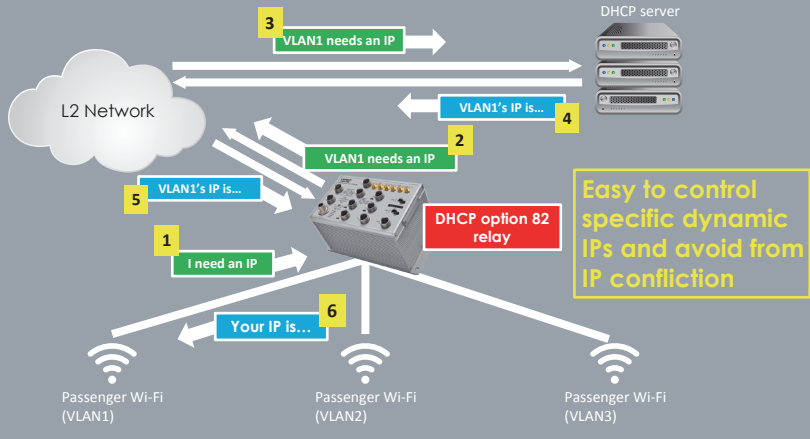 DHCP server
3
VLAN1 needs an IP
L2 Network
VLAN1's IP is...
4
2
VLAN1 needs an IP
VLAN1's IP is...
5
DHCP option 82
relay
Easy to control
specific dynamic
IPs and avoid from
IP confliction
1
I need an IP
6
Your IP is...
Passenger Wi-Fi
(VLAN1)
Passenger Wi-Fi
(VLAN2)
Passenger Wi-Fi
(VLAN3)